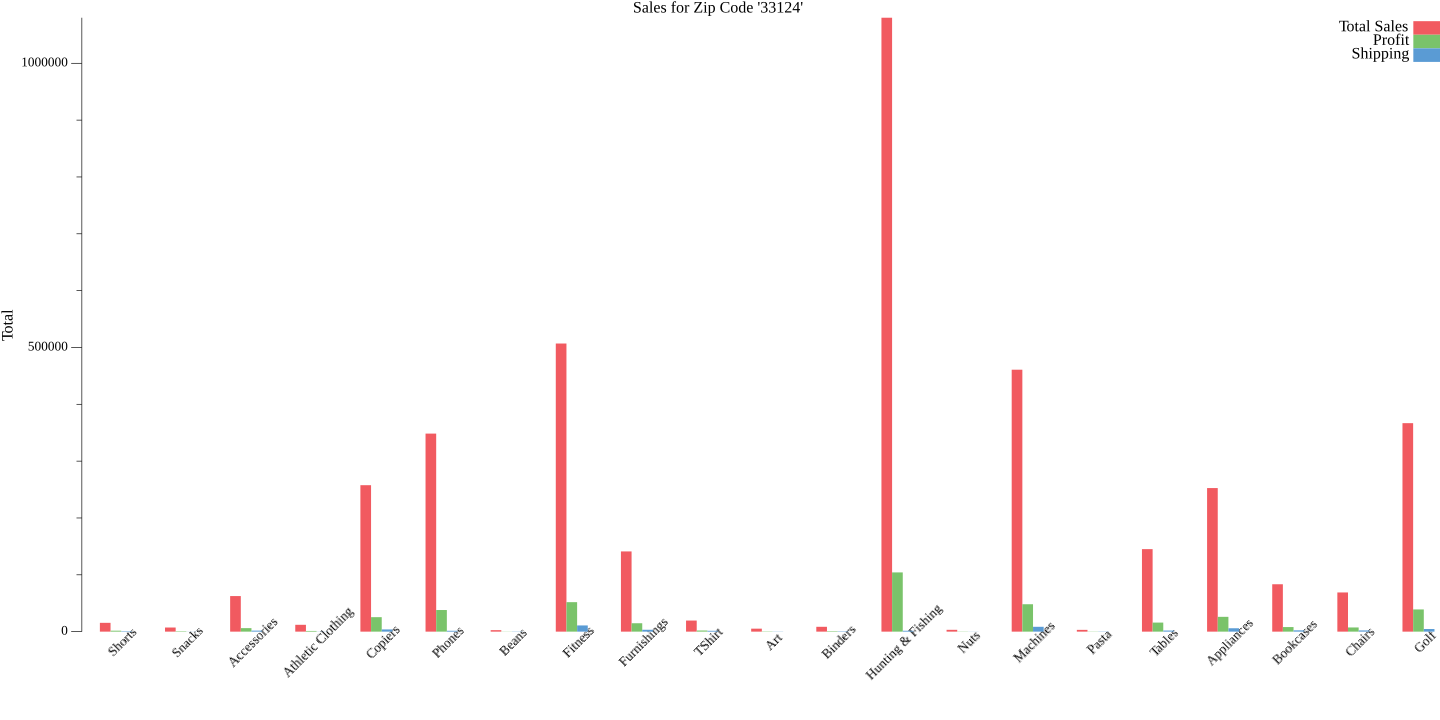 Sales for Zip Code '33124'
Total Sales
Profit
Shipping
Total
1000000
500000
0
Shorts
Snacks
Accessories
Athletic Clothing
Copiers
Phones
Beans
Fitness
Furnishings
TShirt
Art
Binders
Hunting & Fishing
Nuts
Machines
Pasta
Tables
Appliances
Bookcases
Chairs
Golf